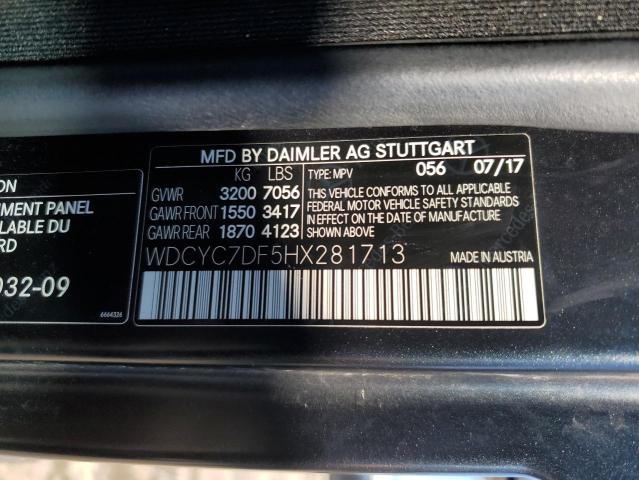 MFD BY DAIMLER AG STUTTGART
KG LBS TYPE: MPV 056 07/17
GVWR 3200 7056
GAWR FRONT 1550 3417
GAWR REAR 1870 4123
THIS VEHICLE CONFORMS TO ALL APPLICABLE
FEDERAL MOTOR VEHICLE SAFETY STANDARDS
IN EFFECT ON THE DATE OF MANUFACTURE
SHOWN ABOVE
MADE IN AUSTRIA
WDCYC7DF5HX281713
ON
MENT PANEL
LABLE DU
RD
032-09
6664326